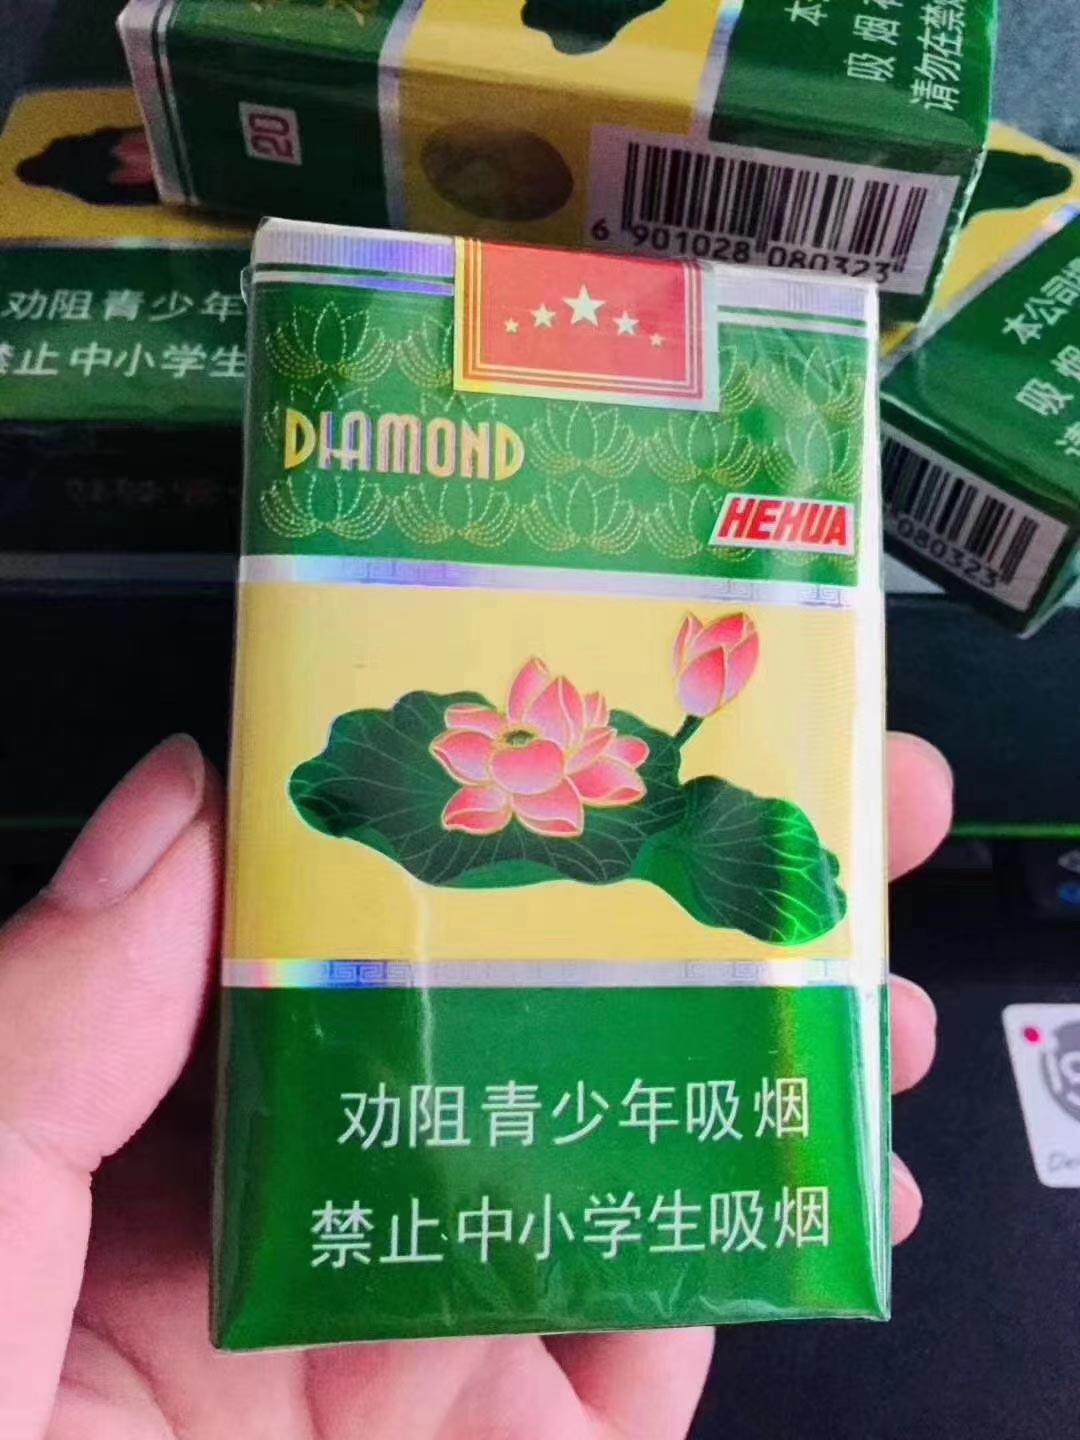 本
吸烟
请勿在禁
20
6 901028 080323
劝阻青少年
禁止中小学生
本公司
吸烟
080323
DIAMOND
HEHUA
劝阻青少年吸烟
禁止中小学生吸烟